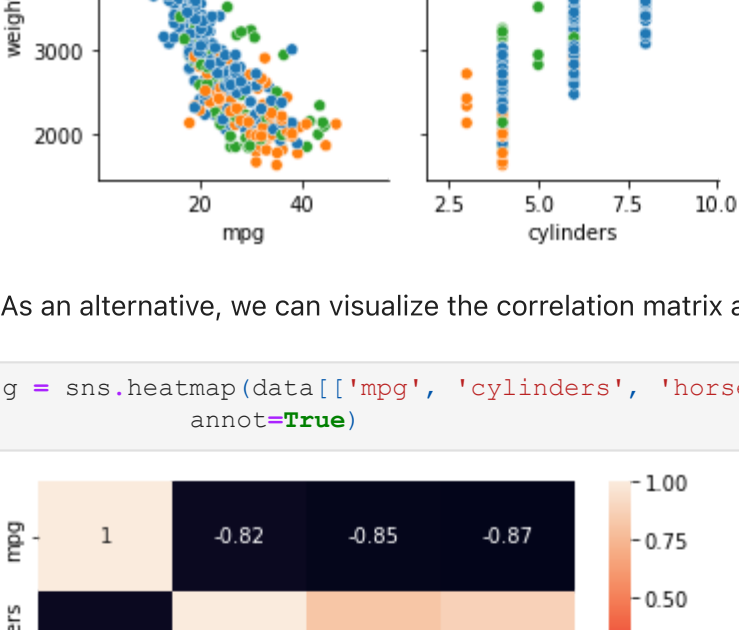 weigh
3000
2000
20 40
mpg
2.5 5.0 7.5 10.0
cylinders
As an alternative, we can visualize the correlation matrix a
g = sns.heatmap(data[['mpg', 'cylinders', 'horse
annot=True)
mpg
1 -0.82 -0.85 -0.87
ers
1.00
0.75
0.50